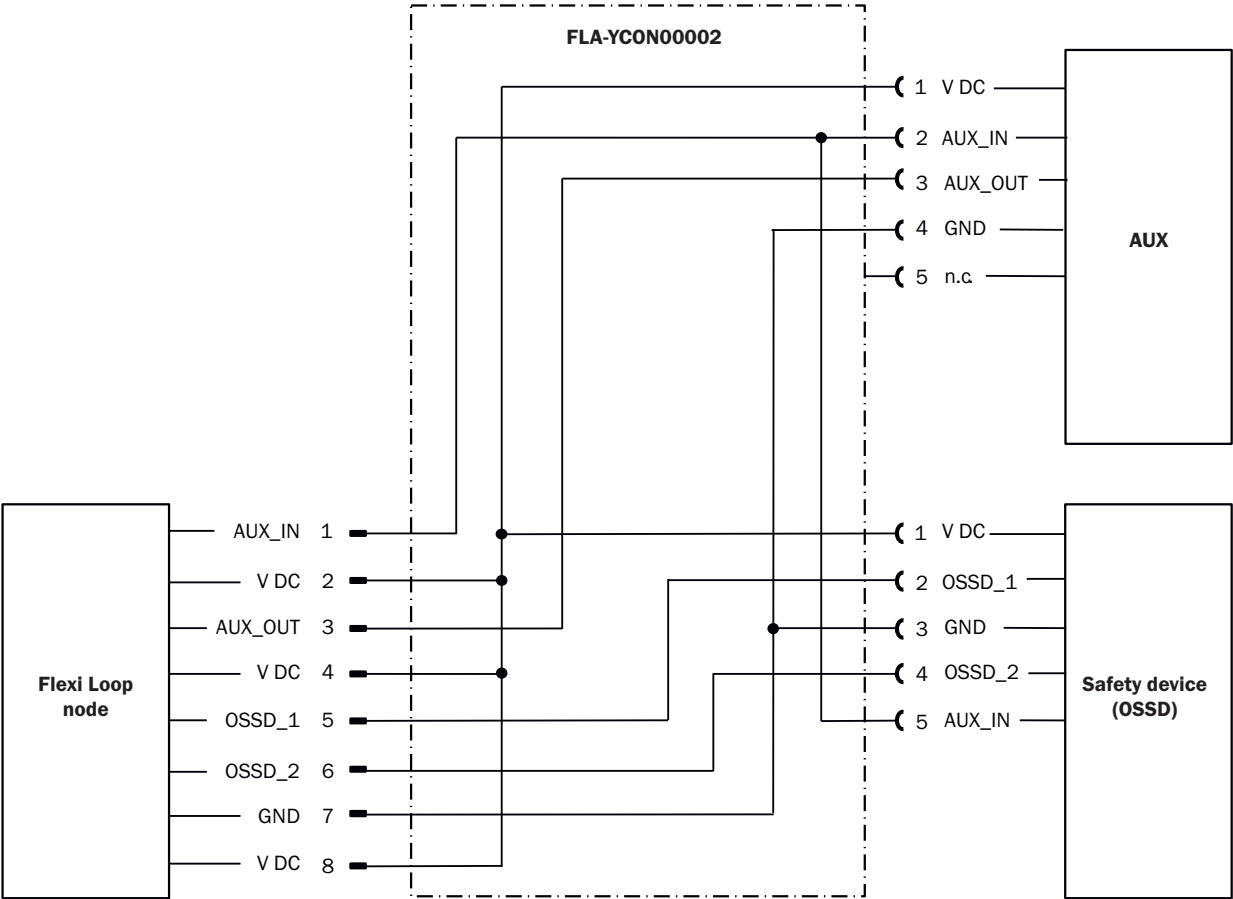 FLA-YCON00002
1 V DC
2 AUX_IN
3 AUX_OUT
4 GND
5 n.c.
AUX
AUX_IN 1
V DC 2
AUX_OUT 3
V DC 4
OSSD_1 5
OSSD_2 6
GND 7
V DC 8
Flexi Loop
node
1 V DC
2 OSSD_1
3 GND
4 OSSD_2
5 AUX_IN
Safety device
(OSSD)